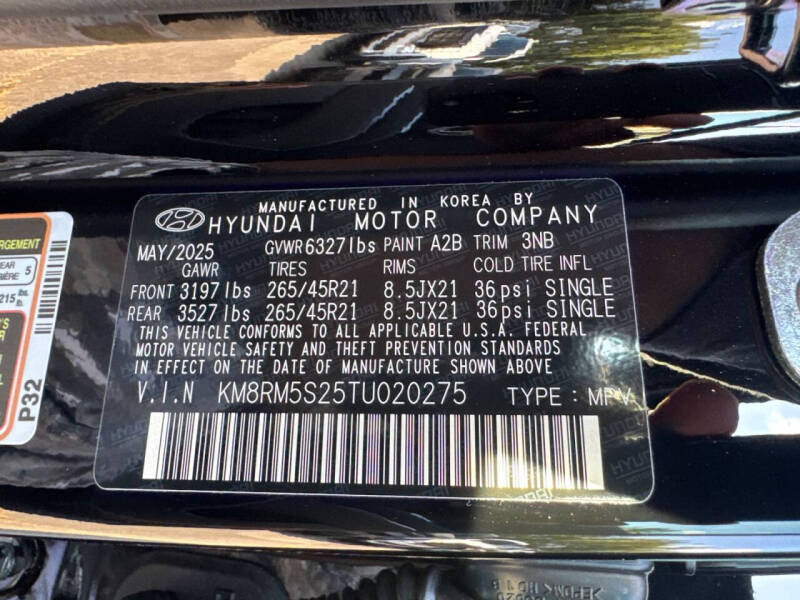 MANUFACTURED IN KOREA BY
HYUNDAI MOTOR COMPANY
MAY/2025 GVWR 6327lbs PAINT A2B TRIM 3NB
GAWR TIRES RIMS COLD TIRE INFL
FRONT 3197lbs 265/45R21 8.5JX21 36psi SINGLE
REAR 3527lbs 265/45R21 8.5JX21 36psi SINGLE
THIS VEHICLE CONFORMS TO ALL APPLICABLE U.S.A. FEDERAL
MOTOR VEHICLE SAFETY AND THEFT PREVENTION STANDARDS
IN EFFECT ON THE DATE OF MANUFACTURE SHOWN ABOVE
V.I.N KM8RM5S25TU020275 TYPE : MPV
5
P32